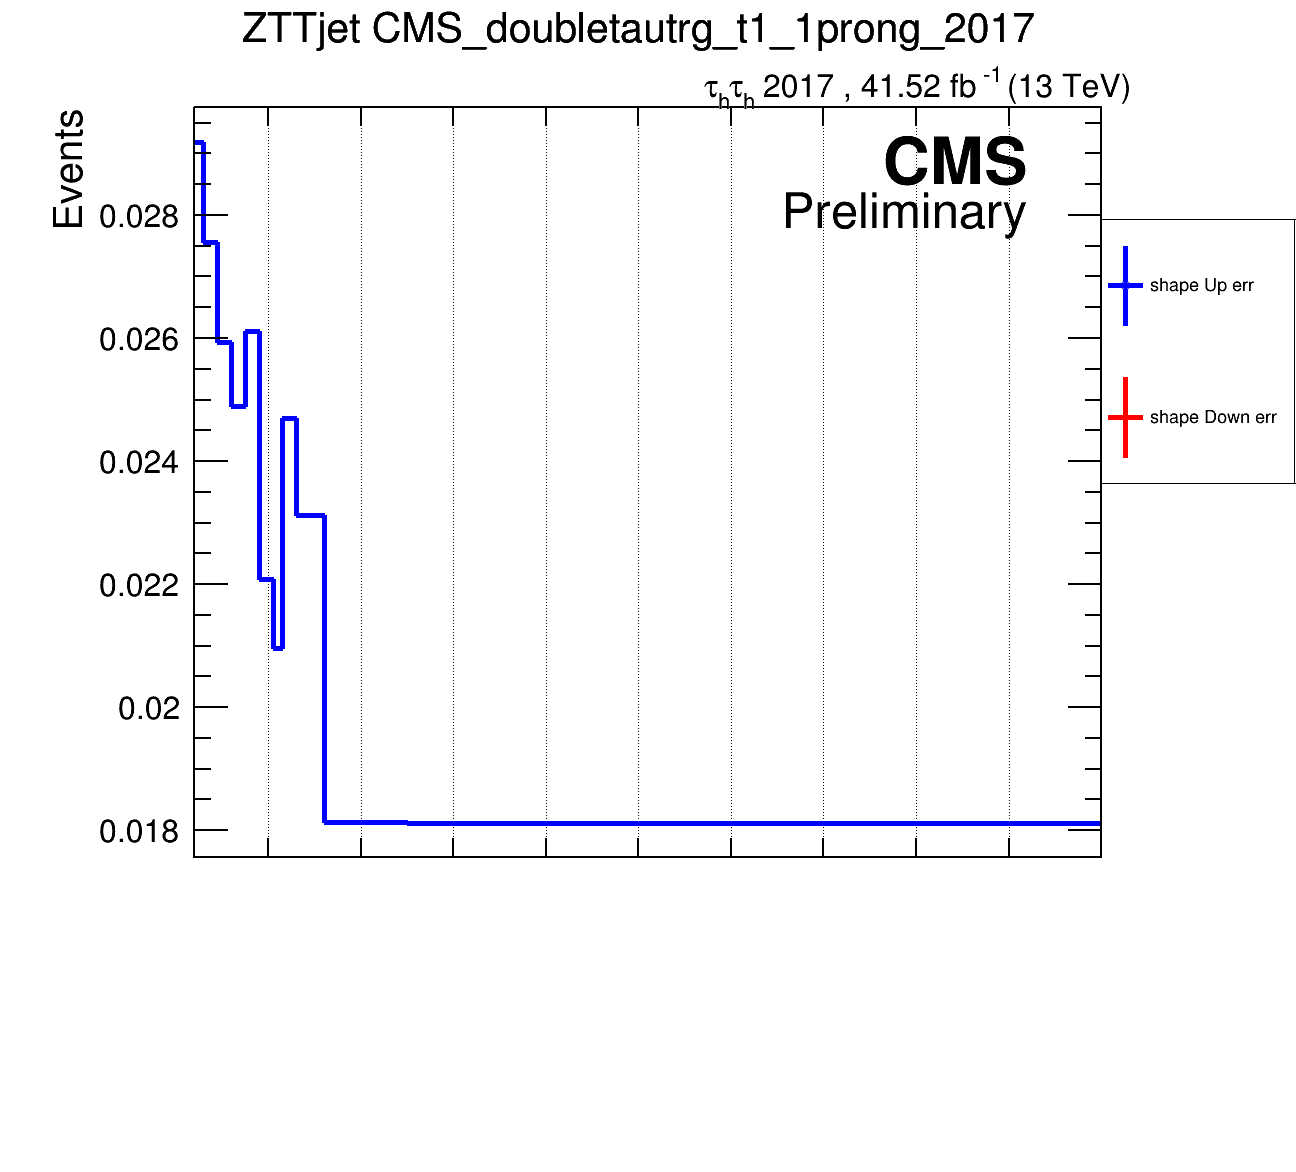 ZTTjet CMS_doubletautrg_t1_1prong_2017
τhτh 2017 , 41.52 fb -1 (13 TeV)
Events
CMS
Preliminary
0.028
0.026
0.024
0.022
0.02
0.018
shape Up err
shape Down err